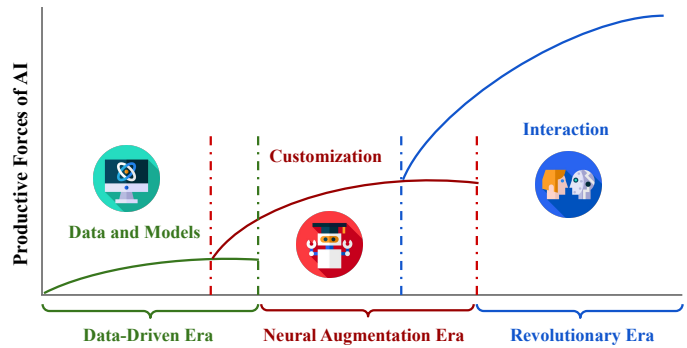 Productive Forces of AI
Interaction
Customization
Data and Models
Data-Driven Era
Neural Augmentation Era
Revolutionary Era